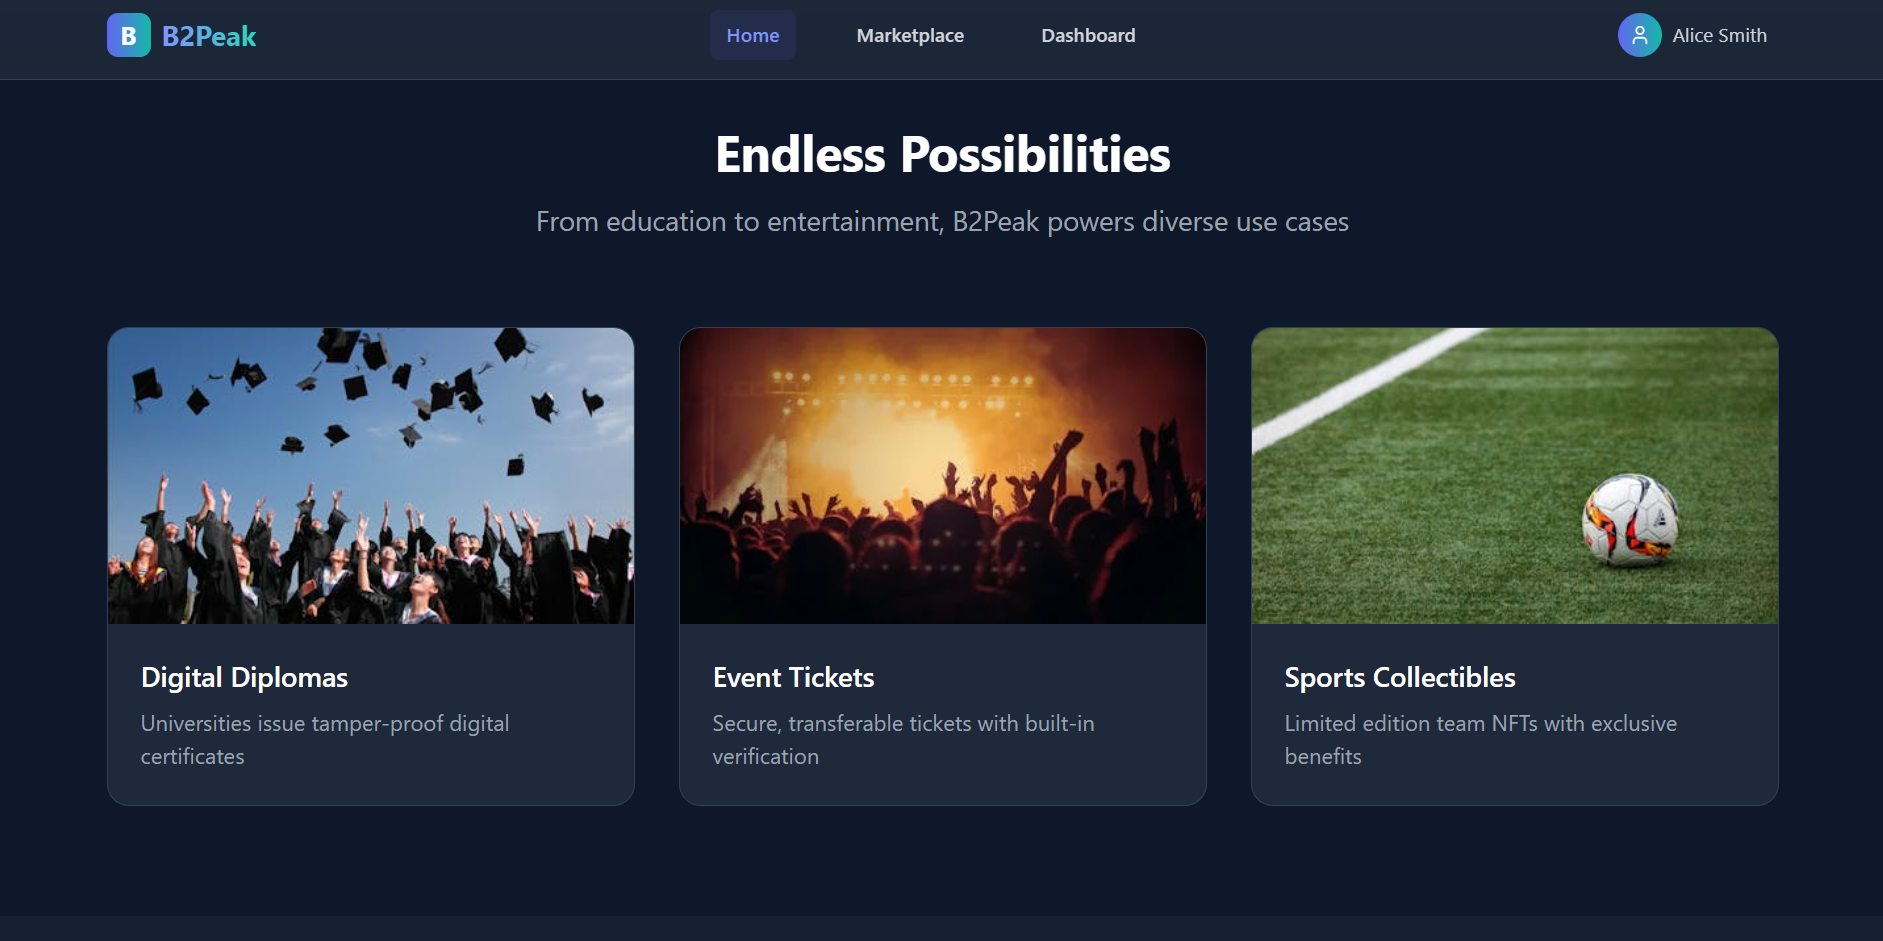 B B2Peak
Home
Marketplace
Dashboard
Alice Smith
Endless Possibilities
From education to entertainment, B2Peak powers diverse use cases
Digital Diplomas
Universities issue tamper-proof digital
certificates
Event Tickets
Secure, transferable tickets with built-in
verification
Sports Collectibles
Limited edition team NFTs with exclusive
benefits